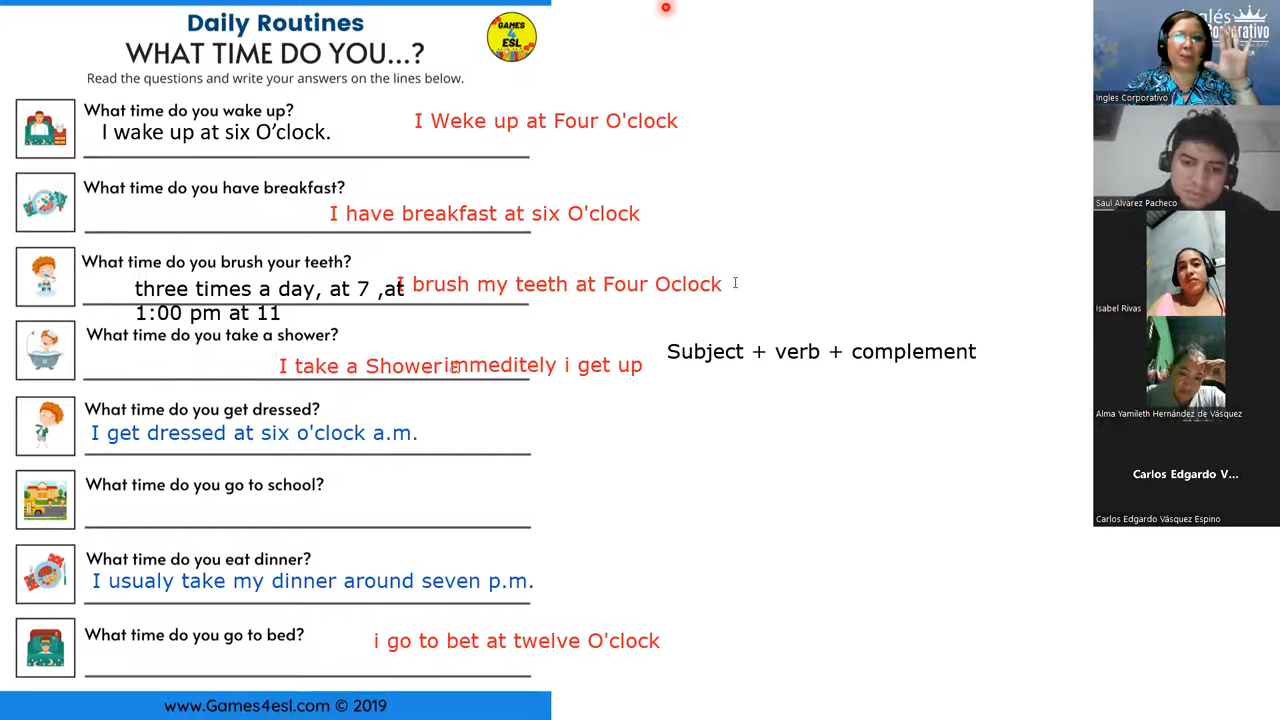 Daily Routines
WHAT TIME DO YOU...?
Read the questions and write your answers on the lines below.
GAMES
4
ESL
What time do you wake up?
I wake up at six O’clock.
I Weke up at Four O'clock
What time do you have breakfast?
I have breakfast at six O'clock
What time do you brush your teeth?
three times a day, at 7 ,at
1:00 pm at 11
I brush my teeth at Four Oclock
What time do you take a shower?
I take a Shower
immeditely i get up
Subject + verb + complement
What time do you get dressed?
I get dressed at six o'clock a.m.
What time do you go to school?
What time do you eat dinner?
I usualy take my dinner around seven p.m.
What time do you go to bed?
i go to bet at twelve O'clock
www.Games4esl.com © 2019
Ingles Corporativo
Saul Alvarez Pacheco
Isabel Rivas
Alma Yamileth Hernández de Vásquez
Carlos Edgardo V...
Carlos Edgardo Vásquez Espino